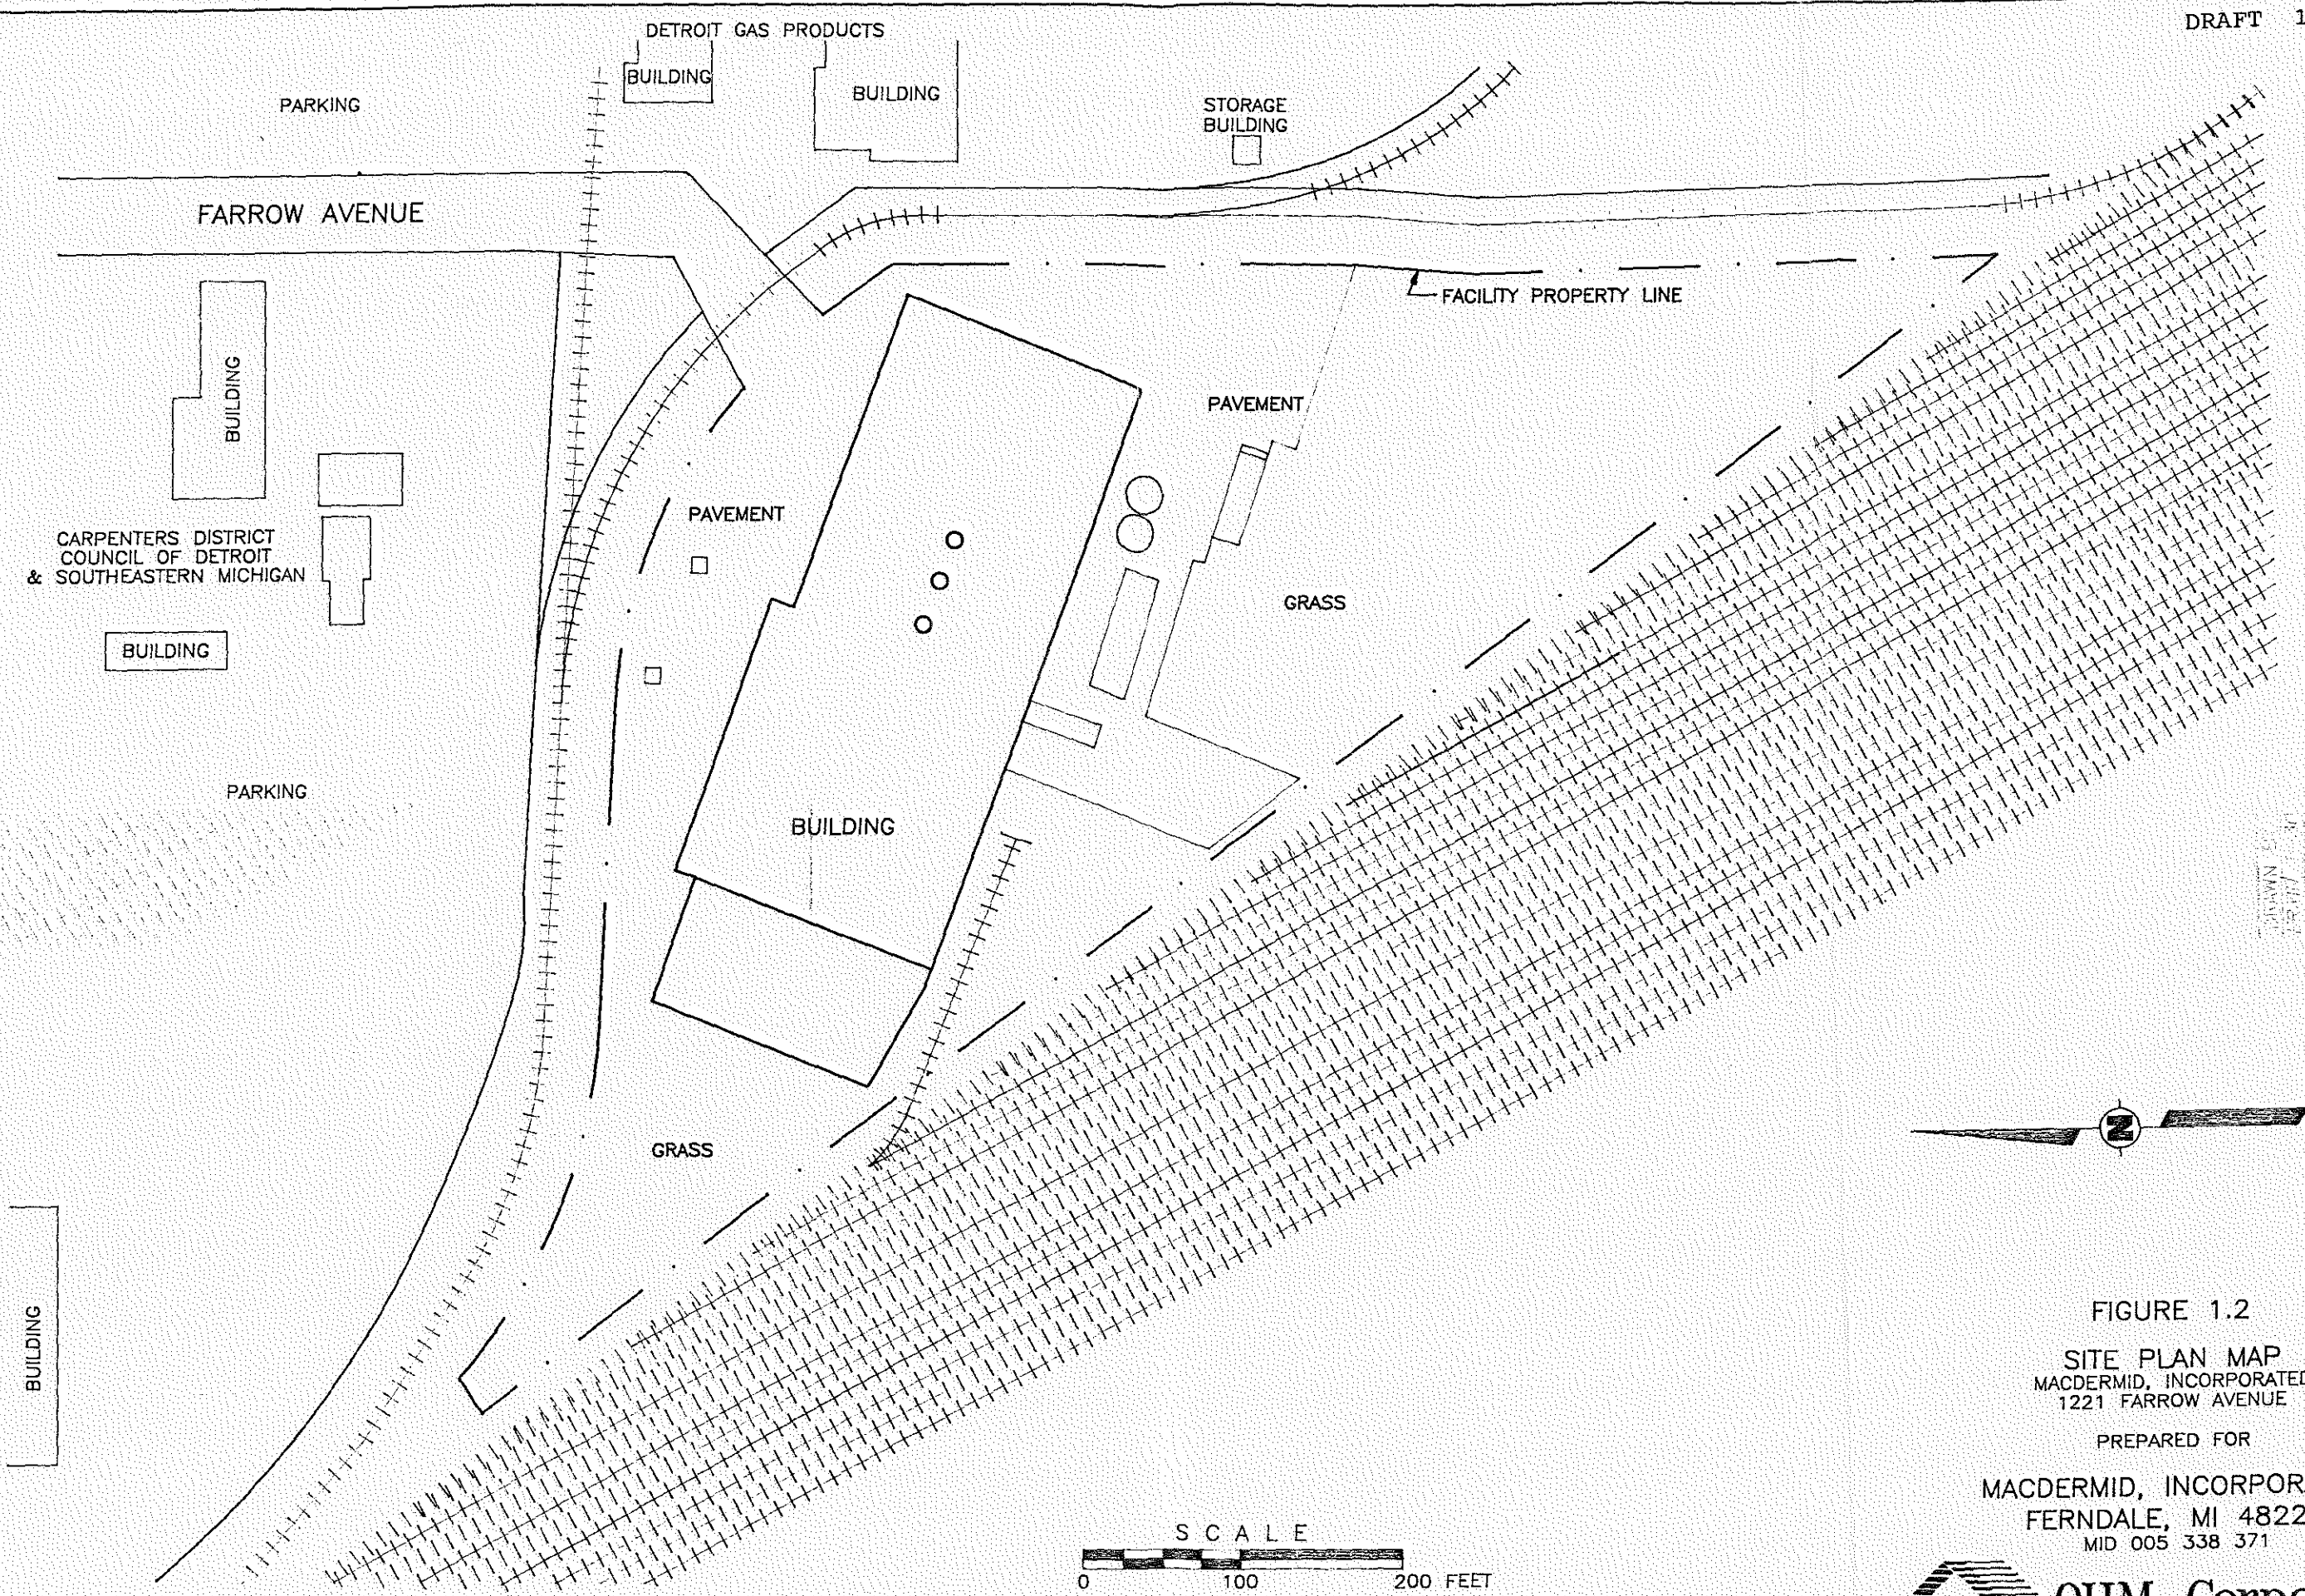 DRAFT 1
DETROIT GAS PRODUCTS
BUILDING
BUILDING
PARKING
STORAGE
BUILDING
FARROW AVENUE
FACILITY PROPERTY LINE
BUILDING
PAVEMENT
PAVEMENT
CARPENTERS DISTRICT
COUNCIL OF DETROIT
& SOUTHEASTERN MICHIGAN
GRASS
BUILDING
PARKING
BUILDING
N
GRASS
BUILDING
FIGURE 1.2
SITE PLAN MAP
MACDERMID, INCORPORATED
1221 FARROW AVENUE
PREPARED FOR
MACDERMID, INCORPOR
FERNDALE, MI 4822
MID 005 338 371
SCALE
0 100 200 FEET
OHM Corpo